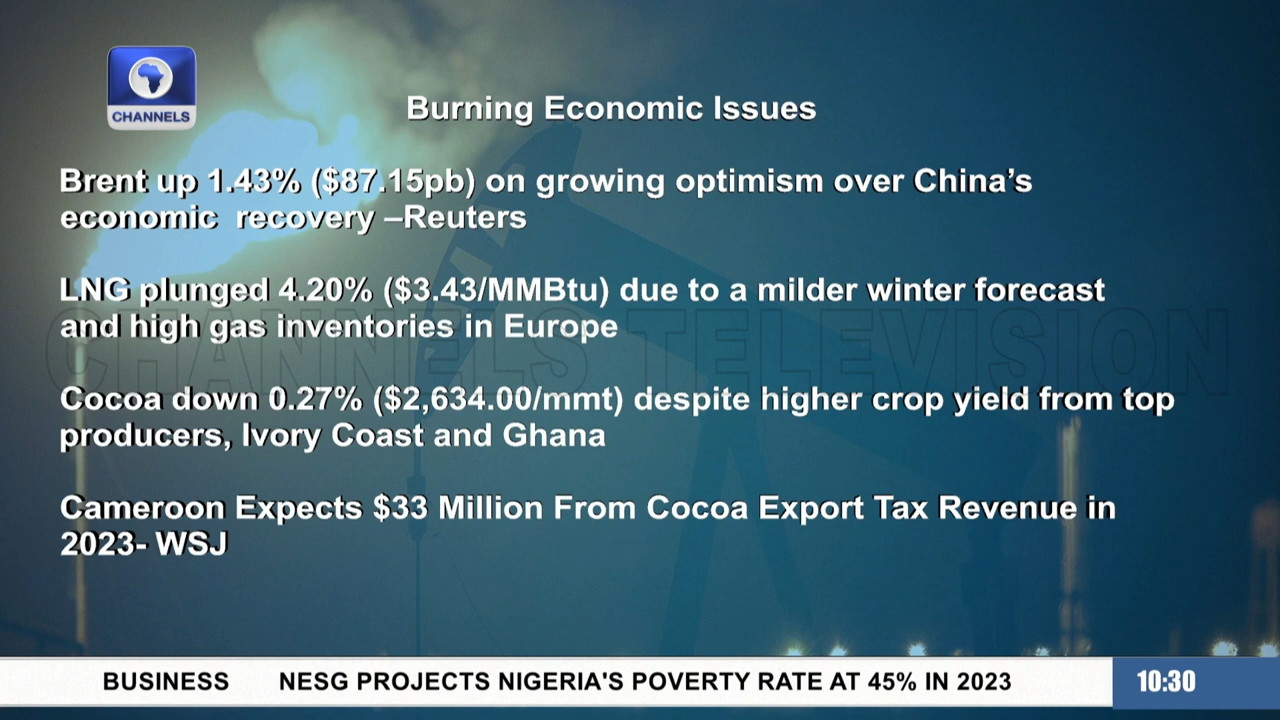 CHANNELS
Burning Economic Issues
Brent up 1.43% ($87.15pb) on growing optimism over China's
economic recovery –Reuters
LNG plunged 4.20% ($3.43/MMBtu) due to a milder winter forecast
and high gas inventories in Europe
CHANNELS TELEVISION
Cocoa down 0.27% ($2,634.00/mmt) despite higher crop yield from top
producers, Ivory Coast and Ghana
Cameroon Expects $33 Million From Cocoa Export Tax Revenue in
2023- WSJ
BUSINESS NESG PROJECTS NIGERIA'S POVERTY RATE AT 45% IN 2023 10:30